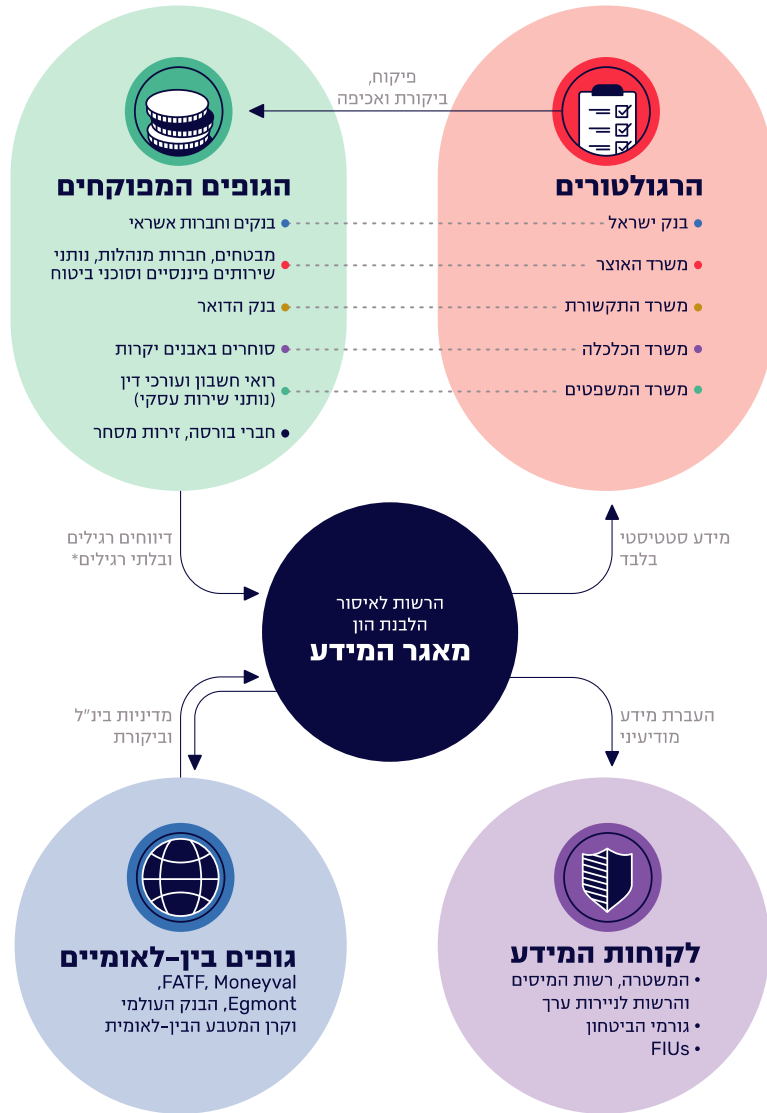 פיקוח,
ביקורת ואכיפה
הרגולטורים
בנק ישראל
משרד האוצר
משרד התקשורת
משרד הכלכלה
משרד המשפטים
הגופים המפוקחים
בנקים וחברות אשראי
מבטחים, חברות מנהלות, נותני
שירותים פיננסיים וסוכני ביטוח
בנק הדואר
סוחרים באבנים יקרות
רואי חשבון ועורכי דין
(נותני שירות עסקי)
חברי בורסה, זירות מסחר
מידע סטטיסטי
בלבד
דיווחים רגילים
ובלתי רגילים*
הרשות לאיסור
הלבנת הון
מאגר המידע
העברת מידע
מודיעיני
מדיניות בינ״ל
וביקורת
לקוחות המידע
• המשטרה, רשות המיסים
והרשות לניירות ערך
• גורמי הביטחון
• FIUs
גופים בין-לאומיים
FATF, Moneyval,
Egmont, הבנק העולמי
וקרן המטבע הבין-לאומית